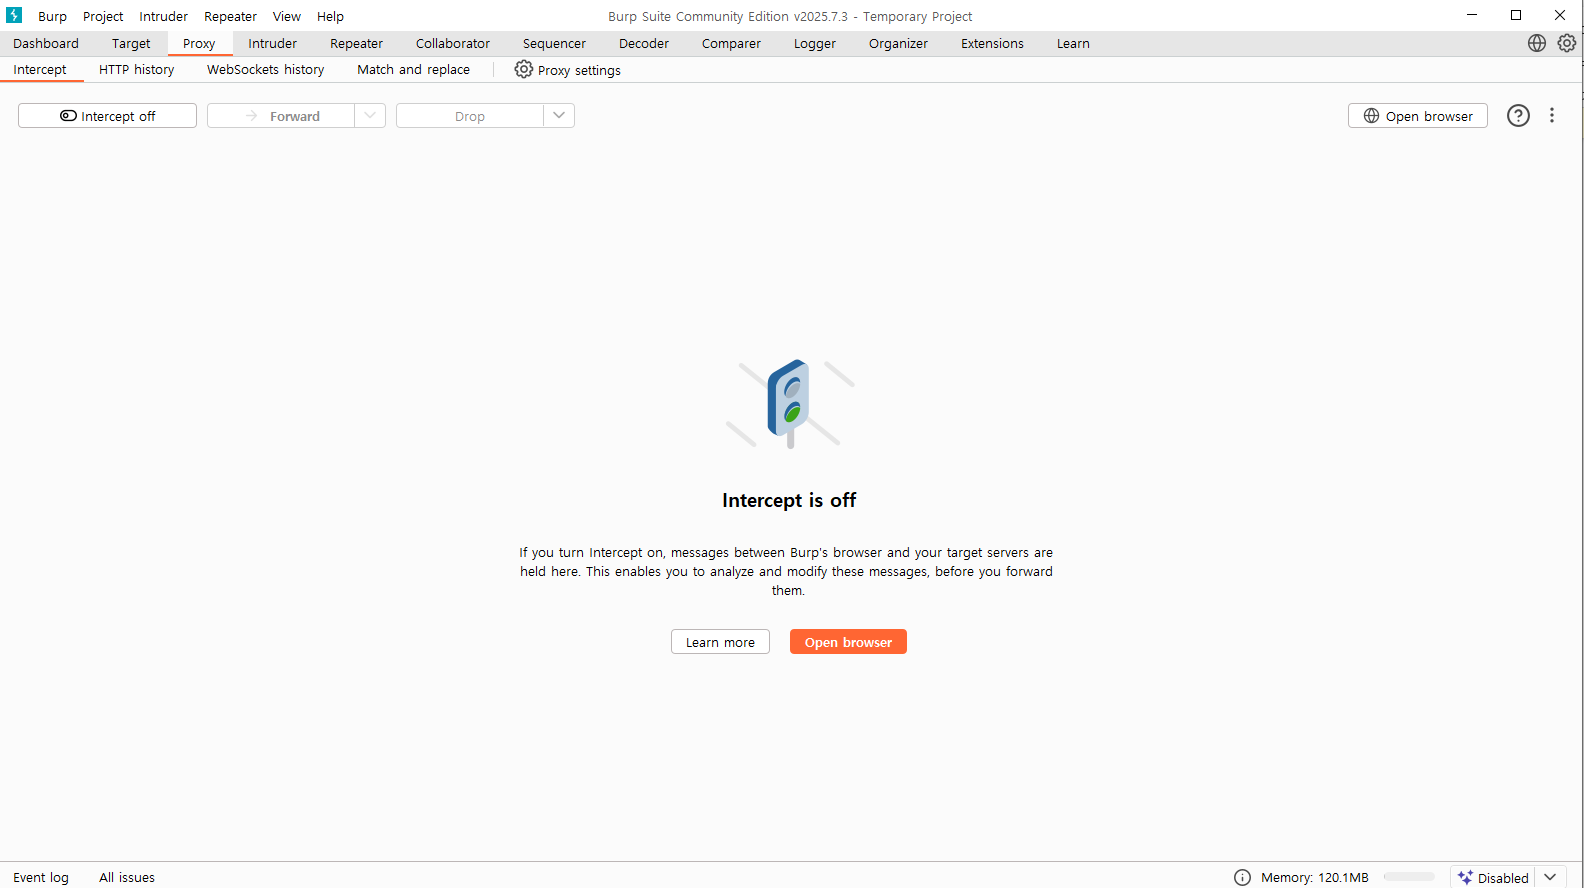 Burp Project Intruder Repeater View Help Burp Suite Community Edition v2025.7.3 - Temporary Project
Dashboard Target Proxy Intruder Repeater Collaborator Sequencer Decoder Comparer Logger Organizer Extensions Learn
Intercept HTTP history WebSockets history Match and replace Proxy settings
Intercept off Forward Drop Open browser
Intercept is off
If you turn Intercept on, messages between Burp's browser and your target servers are
held here. This enables you to analyze and modify these messages, before you forward
them.
Learn more Open browser
Event log All issues Memory: 120.1MB Disabled